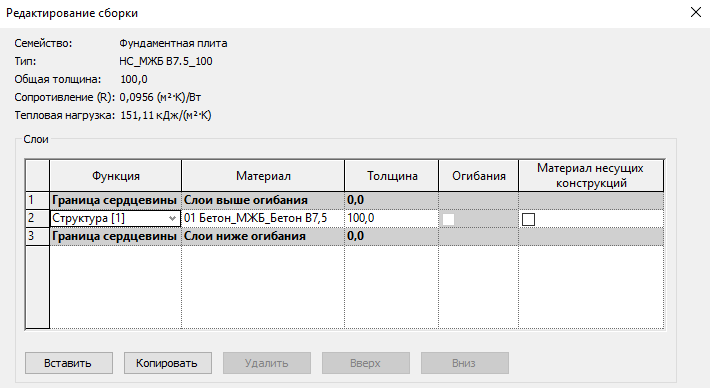 Редактирование сборки
Семейство: Фундаментная плита
Тип: НС_МЖБ В7.5_100
Общая толщина: 100,0
Сопротивление (R): 0,0956 (м²·К)/Вт
Тепловая нагрузка: 151,11 кДж/(м²·К)
Слои
Функция Материал Толщина Огибания Материал несущих конструкций
1 Граница сердцевины Слои выше огибания 0,0
2 Структура [1] 01 Бетон_МЖБ_Бетон В7,5 100,0
3 Граница сердцевины Слои ниже огибания 0,0
Вставить Копировать Удалить Вверх Вниз